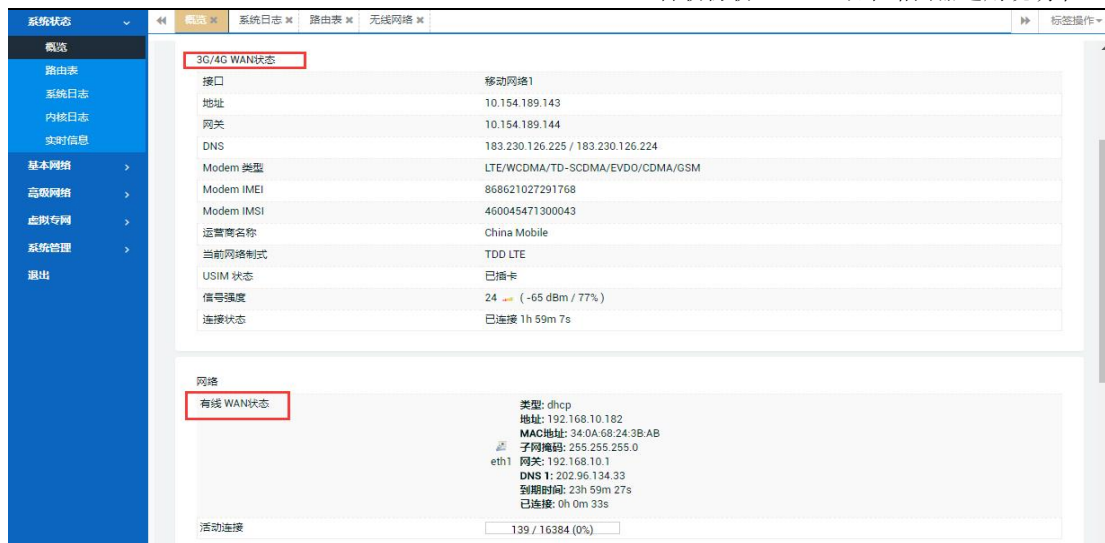 系统状态
概览
系统日志
路由表
无线网络
标签操作
概览
路由表
系统日志
内核日志
实时信息
基本网络
高级网络
虚拟专网
系统管理
退出
3G/4G WAN状态
接口 移动网络1
地址 10.154.189.143
网关 10.154.189.144
DNS 183.230.126.225 / 183.230.126.224
Modem 类型 LTE/WCDMA/TD-SCDMA/EVDO/CDMA/GSM
Modem IMEI 868621027291768
Modem IMSI 460045471300043
运营商名称 China Mobile
当前网络制式 TDD LTE
USIM 状态 已插卡
信号强度 24 ( -65 dBm / 77% )
连接状态 已连接 1h 59m 7s
网络
有线 WAN状态
类型: dhcp
地址: 192.168.10.182
MAC地址: 34:0A:68:24:3B:AB
子网掩码: 255.255.255.0
eth1 网关: 192.168.10.1
DNS 1: 202.96.134.33
到期时间: 23h 59m 27s
已连接: 0h 0m 33s
活动连接 139 / 16384 (0%)